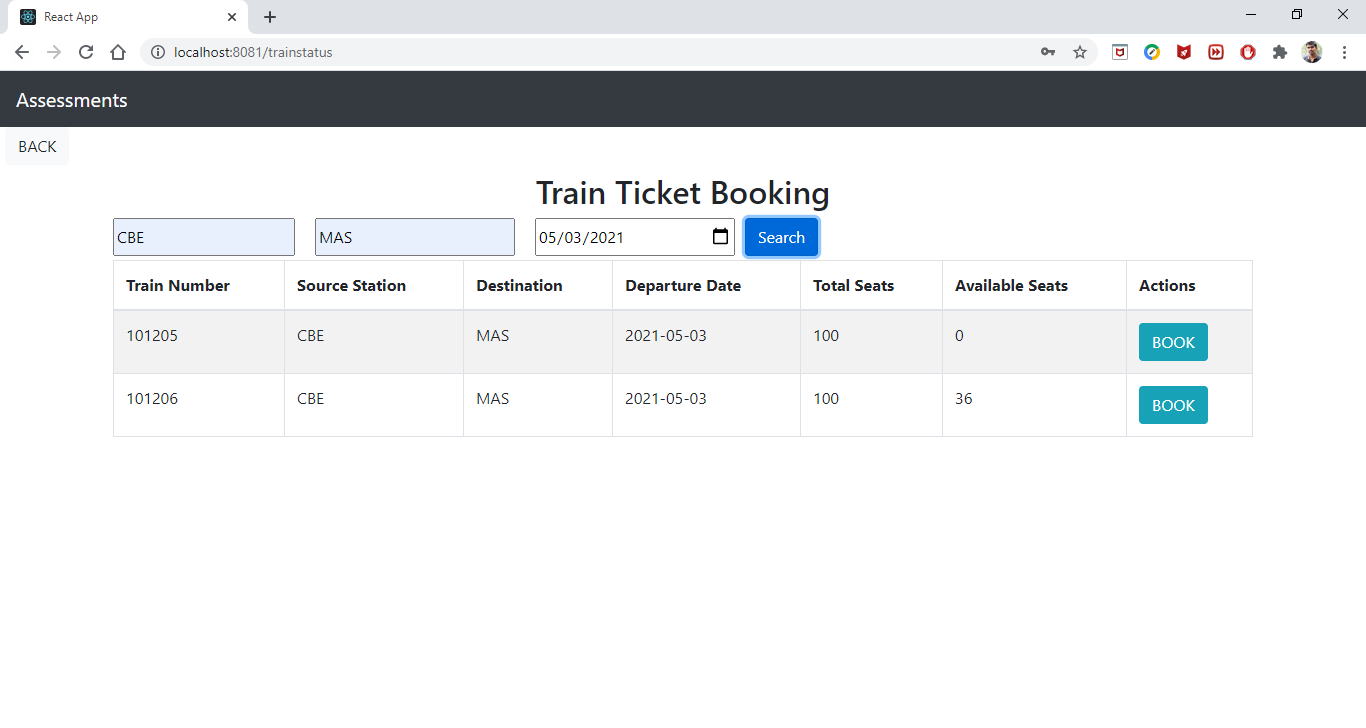 React App
localhost:8081/trainstatus
Assessments
BACK
Train Ticket Booking
CBE MAS 05/03/2021 Search
Train Number Source Station Destination Departure Date Total Seats Available Seats Actions
101205 CBE MAS 2021-05-03 100 0 BOOK
101206 CBE MAS 2021-05-03 100 36 BOOK